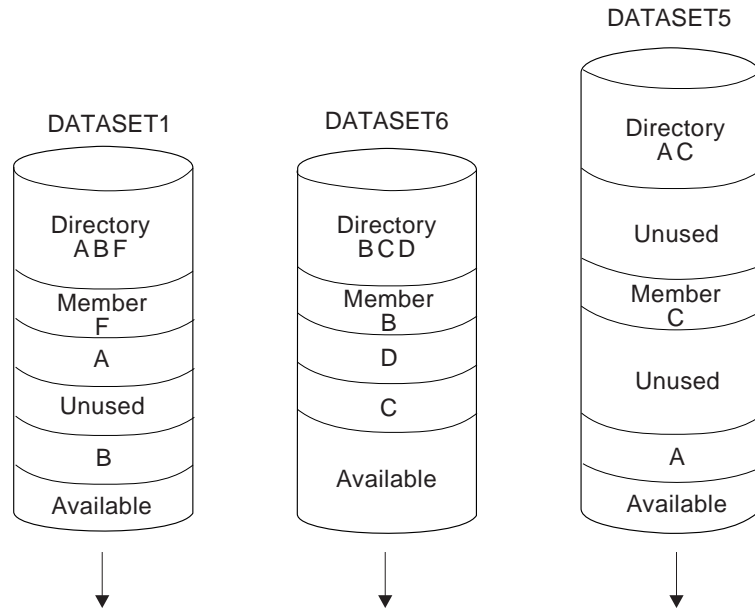 DATASET1
Directory
A B F
Member
F
A
Unused
B
Available
DATASET6
Directory
B C D
Member
B
D
C
Available
DATASET5
Directory
A C
Unused
Member
C
Unused
A
Available